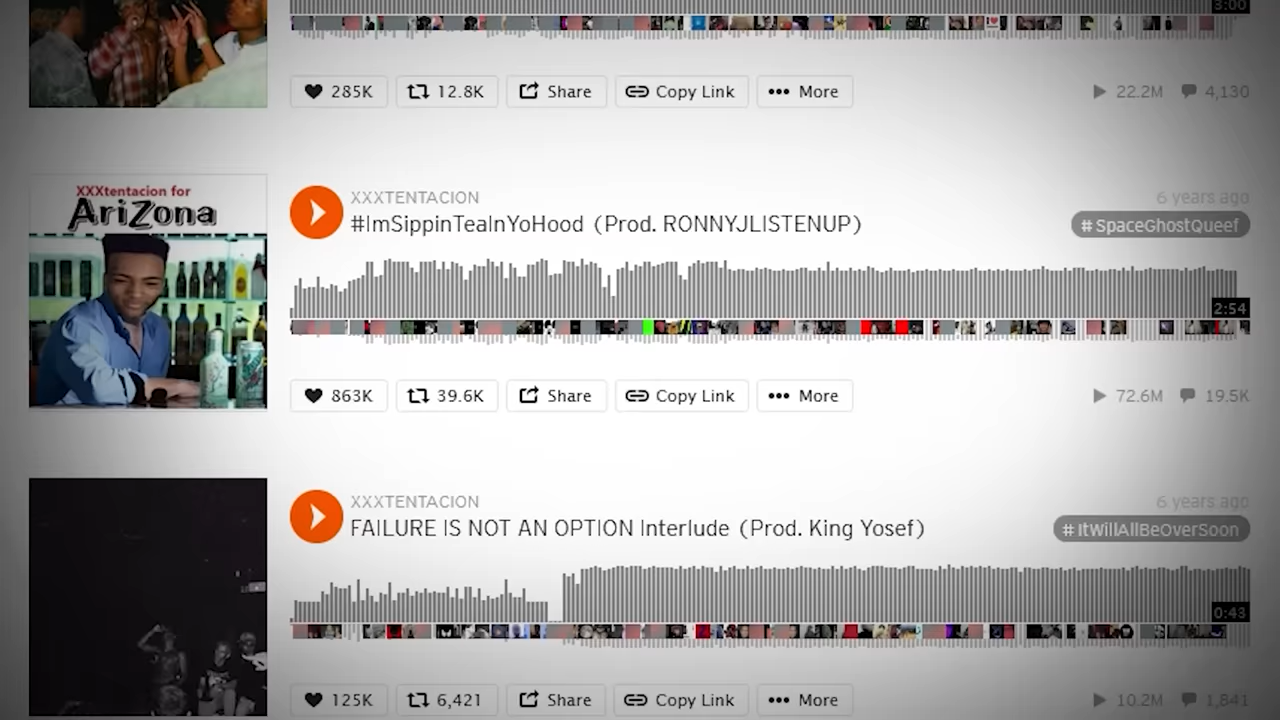 3:00
285K 12.8K Share Copy Link More 22.2M 4,130
XXXtentacion for
AriZona
XXXTENTACION 6 years ago
#ImSippinTeaInYoHood (Prod. RONNYJLISTENUP) # SpaceGhostQueef
2:54
863K 39.6K Share Copy Link More 72.6M 19.5K
XXXTENTACION 6 years ago
FAILURE IS NOT AN OPTION Interlude (Prod. King Yosef) # ItWillAllBeOverSoon
0:43
125K 6,421 Share Copy Link More 10.2M 1,841